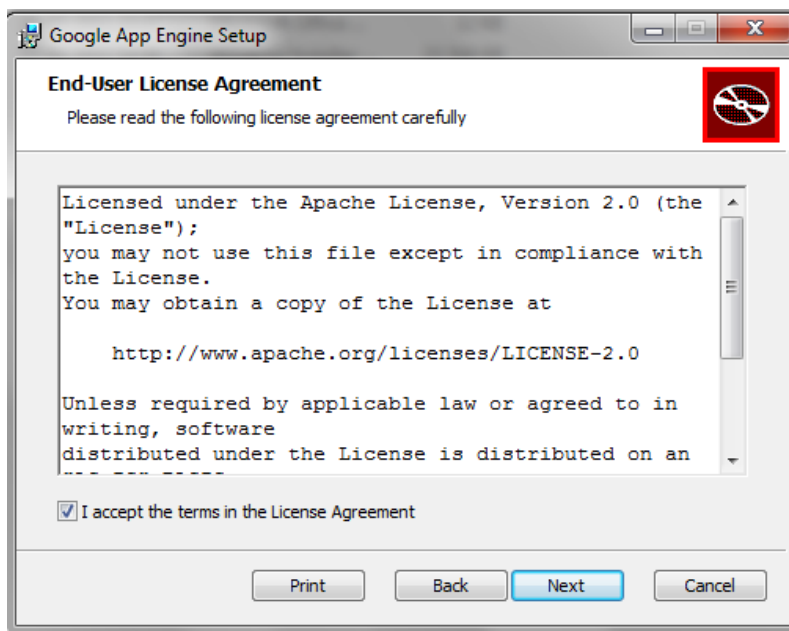 Google App Engine Setup
End-User License Agreement
Please read the following license agreement carefully
Licensed under the Apache License, Version 2.0 (the
"License");
you may not use this file except in compliance with
the License.
You may obtain a copy of the License at
http://www.apache.org/licenses/LICENSE-2.0
Unless required by applicable law or agreed to in
writing, software
distributed under the License is distributed on an
I accept the terms in the License Agreement
Print Back Next Cancel